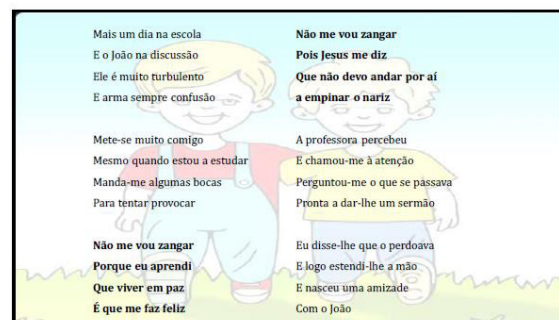 Mais um dia na escola
E o João na discussão
Ele é muito turbulento
E arma sempre confusão
Mete-se muito comigo
Mesmo quando estou a estudar
Manda-me algumas bocas
Para tentar provocar
Não me vou zangar
Porque eu aprendi
Que viver em paz
É que me faz feliz
Não me vou zangar
Pois Jesus me diz
Que não devo andar por aí
a empinar o nariz
A professora percebeu
E chamou-me à atenção
Perguntou-me o que se passava
Pronta a dar-lhe um sermão
Eu disse-lhe que o perdoava
E logo estendi-lhe a mão
E nasceu uma amizade
Com o João